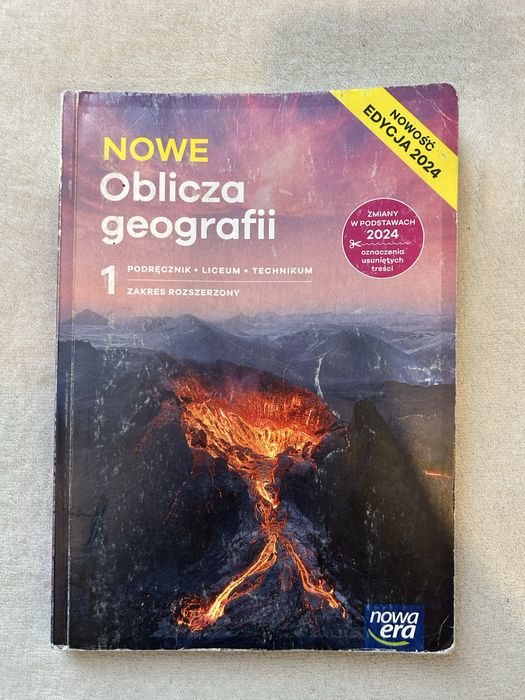 NOWE
Oblicza
geografii
1
PODRĘCZNIK • LICEUM • TECHNIKUM
ZAKRES ROZSZERZONY
NOWOŚĆ
EDYCJA 2024
ZMIANY
W PODSTAWACH
2024
oznaczenia
usuniętych
treści
nowa
era